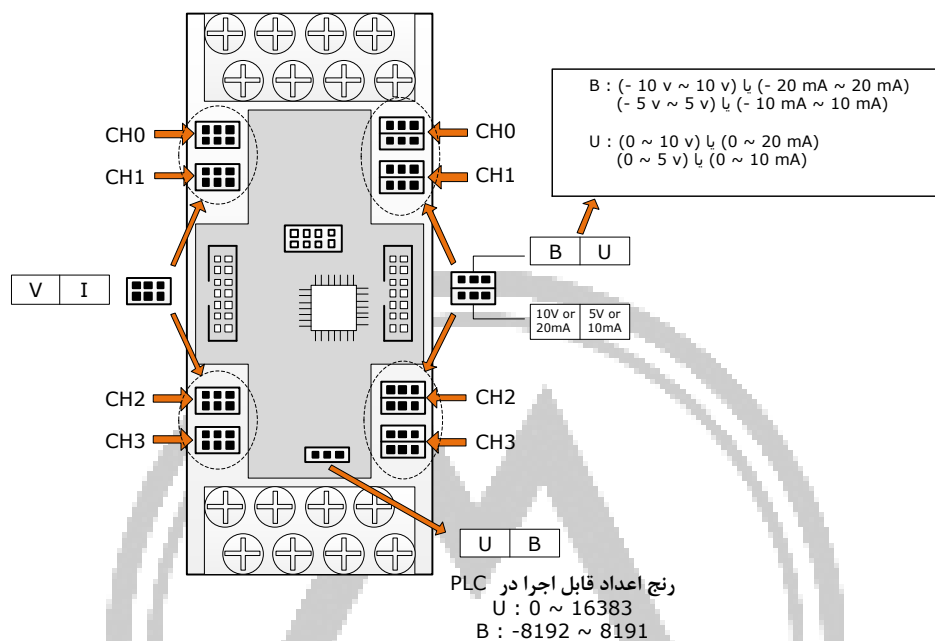 B : (- 10 v ~ 10 v) یا (- 20 mA ~ 20 mA)
(- 5 v ~ 5 v) یا (- 10 mA ~ 10 mA)
U : (0 ~ 10 v) یا (0 ~ 20 mA)
(0 ~ 5 v) یا (0 ~ 10 mA)
CH0
CH0
CH1
CH1
B U
V I
10V or 5V or
20mA 10mA
CH2
CH2
CH3
CH3
U B
رنج اعداد قابل اجرا در PLC
U : 0 ~ 16383
B : -8192 ~ 8191